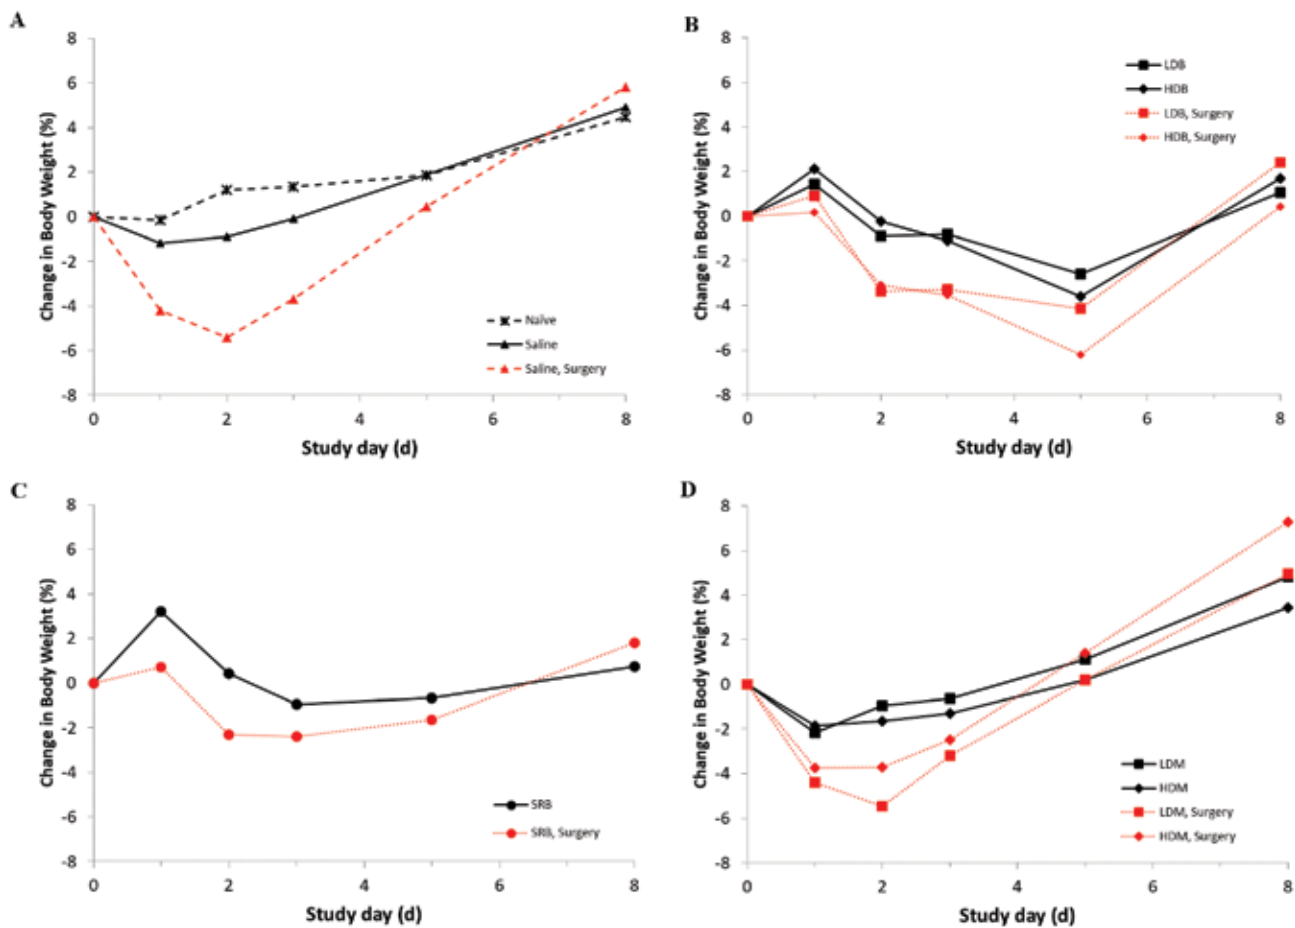 A
Change in Body Weight (%)
8
6
4
2
0
-2
-4
-6
-8
Naïve
Saline
Saline, Surgery
0 2 4 6 8
Study day (d)
B
Change in Body Weight (%)
8
6
4
2
0
-2
-4
-6
-8
LDB
HDB
LDB, Surgery
HDB, Surgery
0 2 4 6 8
Study day (d)
C
Change in Body Weight (%)
8
6
4
2
0
-2
-4
-6
-8
SRB
SRB, Surgery
0 2 4 6 8
Study day (d)
D
Change in Body Weight (%)
8
6
4
2
0
-2
-4
-6
-8
LDM
HDM
LDM, Surgery
HDM, Surgery
0 2 4 6 8
Study day (d)